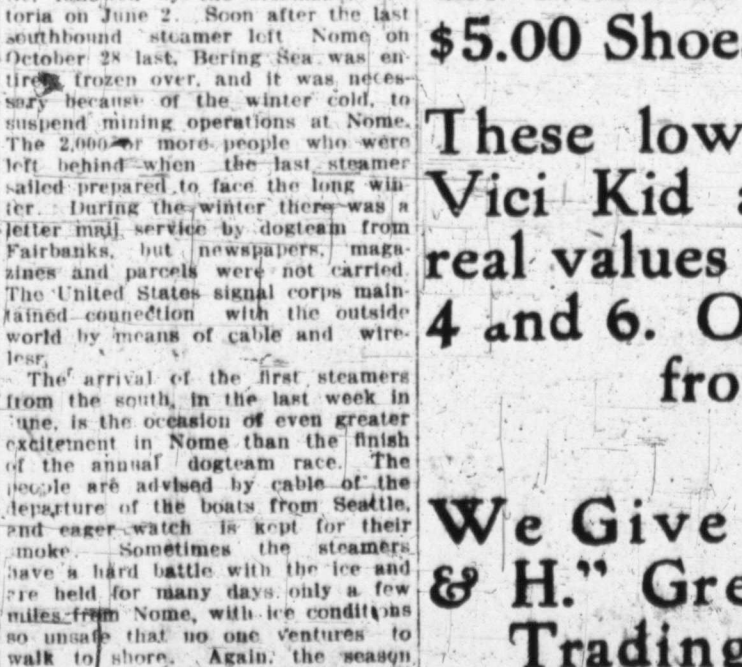 toria on June 2. Soon after the last
southbound steamer left Nome on
October 28 last, Bering Sea was en-
tirely frozen over, and it was neces-
sary because of the winter cold, to
suspend mining operations at Nome.
The 2,000 or more people who were
left behind when the last steamer
sailed prepared to face the long win
ter. During the winter there was a
letter mail service by dogteam from
Fairbanks, but newspapers, maga-
zines and parcels were not carried
The United States signal corps main-
tained connection with the outside
world by means of cable and wire-
less,
The arrival of the first steamers
from the south, in the last week in
une, is the occasion of even greater
excitement in Nome than the finish
of the annual dogteam race. The
people are advised by cable of the
departure of the boats from Seattle,
and eager watch is kept for their
smoke. Sometimes the steamers
have a hard battle with the ice and
are held for many days only a few
miles from Nome, with ice conditions
so unsafe that no one ventures to
walk to shore. Again, the season
$5.00 Shoe
These low
Vici Kid a
real values
4 and 6. O
fro
We Give
& H." Gre
Trading